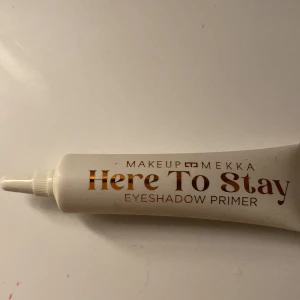 MAKEUP MEKKA
Here To Stay
EYESHADOW PRIMER